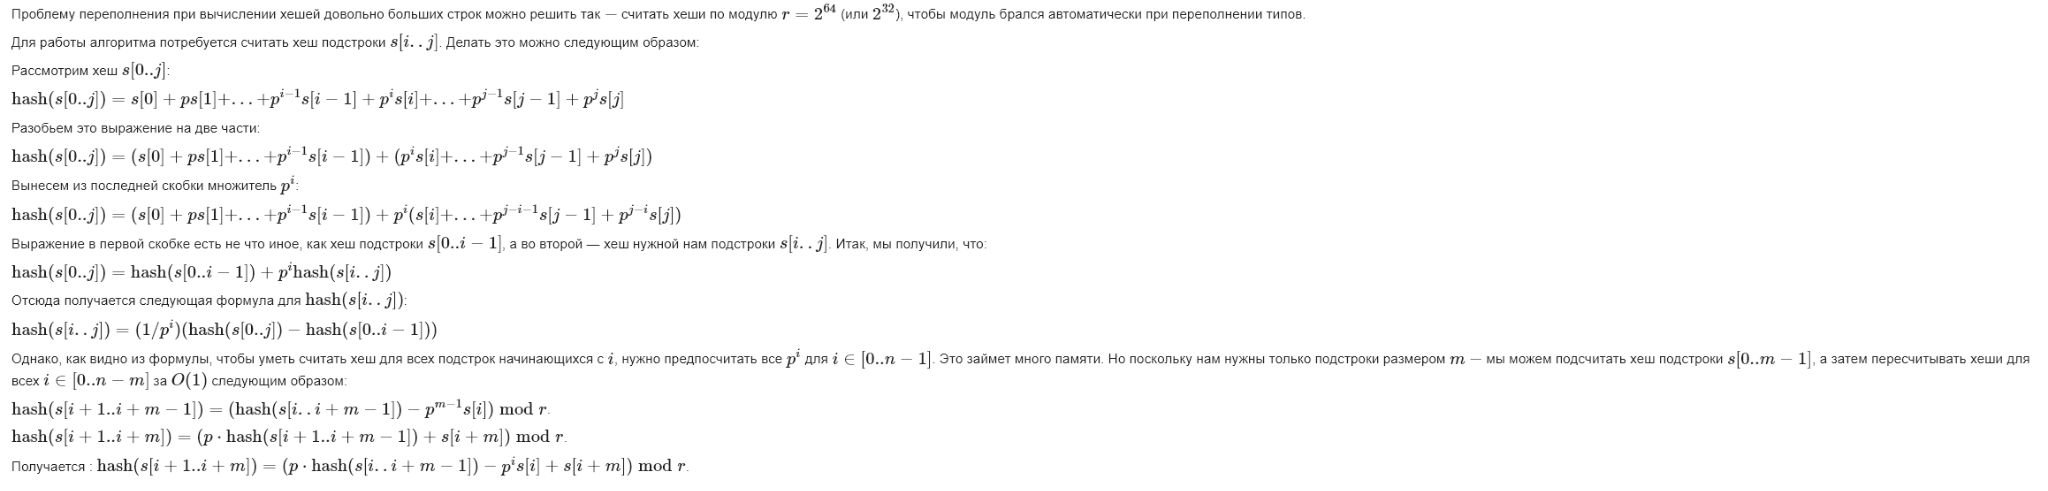 Проблему переполнения при вычислении хешей довольно больших строк можно решить так — считать хеши по модулю r = 2^64 (или 2^32), чтобы модуль брался автоматически при переполнении типов.
Для работы алгоритма потребуется считать хеш подстроки s[i..j]. Делать это можно следующим образом:
Рассмотрим хеш s[0..j]:
hash(s[0..j]) = s[0] + ps[1]+...+p^{i−1}s[i − 1] + p^i s[i]+...+p^{j−1}s[j − 1] + p^j s[j]
Разобьем это выражение на две части:
hash(s[0..j]) = (s[0] + ps[1]+...+p^{i−1}s[i − 1]) + (p^i s[i]+...+p^{j−1}s[j − 1] + p^j s[j])
Вынесем из последней скобки множитель p^i:
hash(s[0..j]) = (s[0] + ps[1]+...+p^{i−1}s[i − 1]) + p^i(s[i]+...+p^{j−i−1}s[j − 1] + p^{j−i}s[j])
Выражение в первой скобке есть не что иное, как хеш подстроки s[0..i − 1], а во второй — хеш нужной нам подстроки s[i..j]. Итак, мы получили, что:
hash(s[0..j]) = hash(s[0..i − 1]) + p^i hash(s[i..j])
Отсюда получается следующая формула для hash(s[i..j]):
hash(s[i..j]) = (1/p^i)(hash(s[0..j]) − hash(s[0..i − 1]))
Однако, как видно из формулы, чтобы уметь считать хеш для всех подстрок начинающихся с i, нужно предпосчитать все p^i для i ∈ [0..n − 1]. Это займет много памяти. Но поскольку нам нужны только подстроки размером m — мы можем подсчитать хеш подстроки s[0..m − 1], а затем пересчитывать хеши для
всех i ∈ [0..n − m] за O(1) следующим образом:
hash(s[i + 1..i + m − 1]) = (hash(s[i..i + m − 1]) − p^{m−1}s[i]) mod r.
hash(s[i + 1..i + m]) = (p · hash(s[i + 1..i + m − 1]) + s[i + m]) mod r.
Получается : hash(s[i + 1..i + m]) = (p · hash(s[i..i + m − 1]) − p^i s[i] + s[i + m]) mod r.